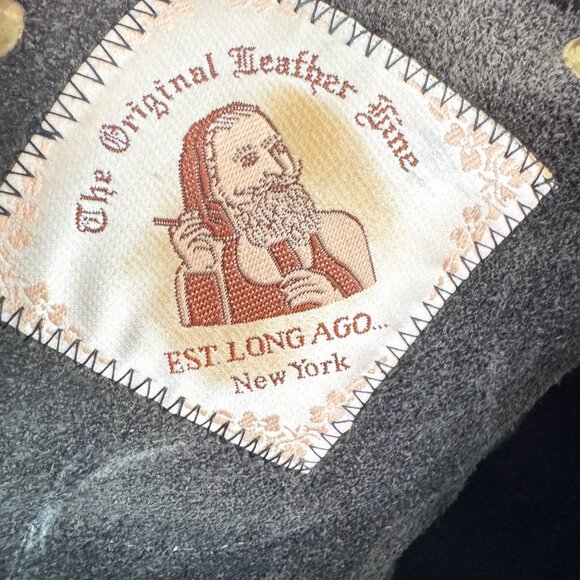 The Original Leather Line
EST. LONG AGO...
New York